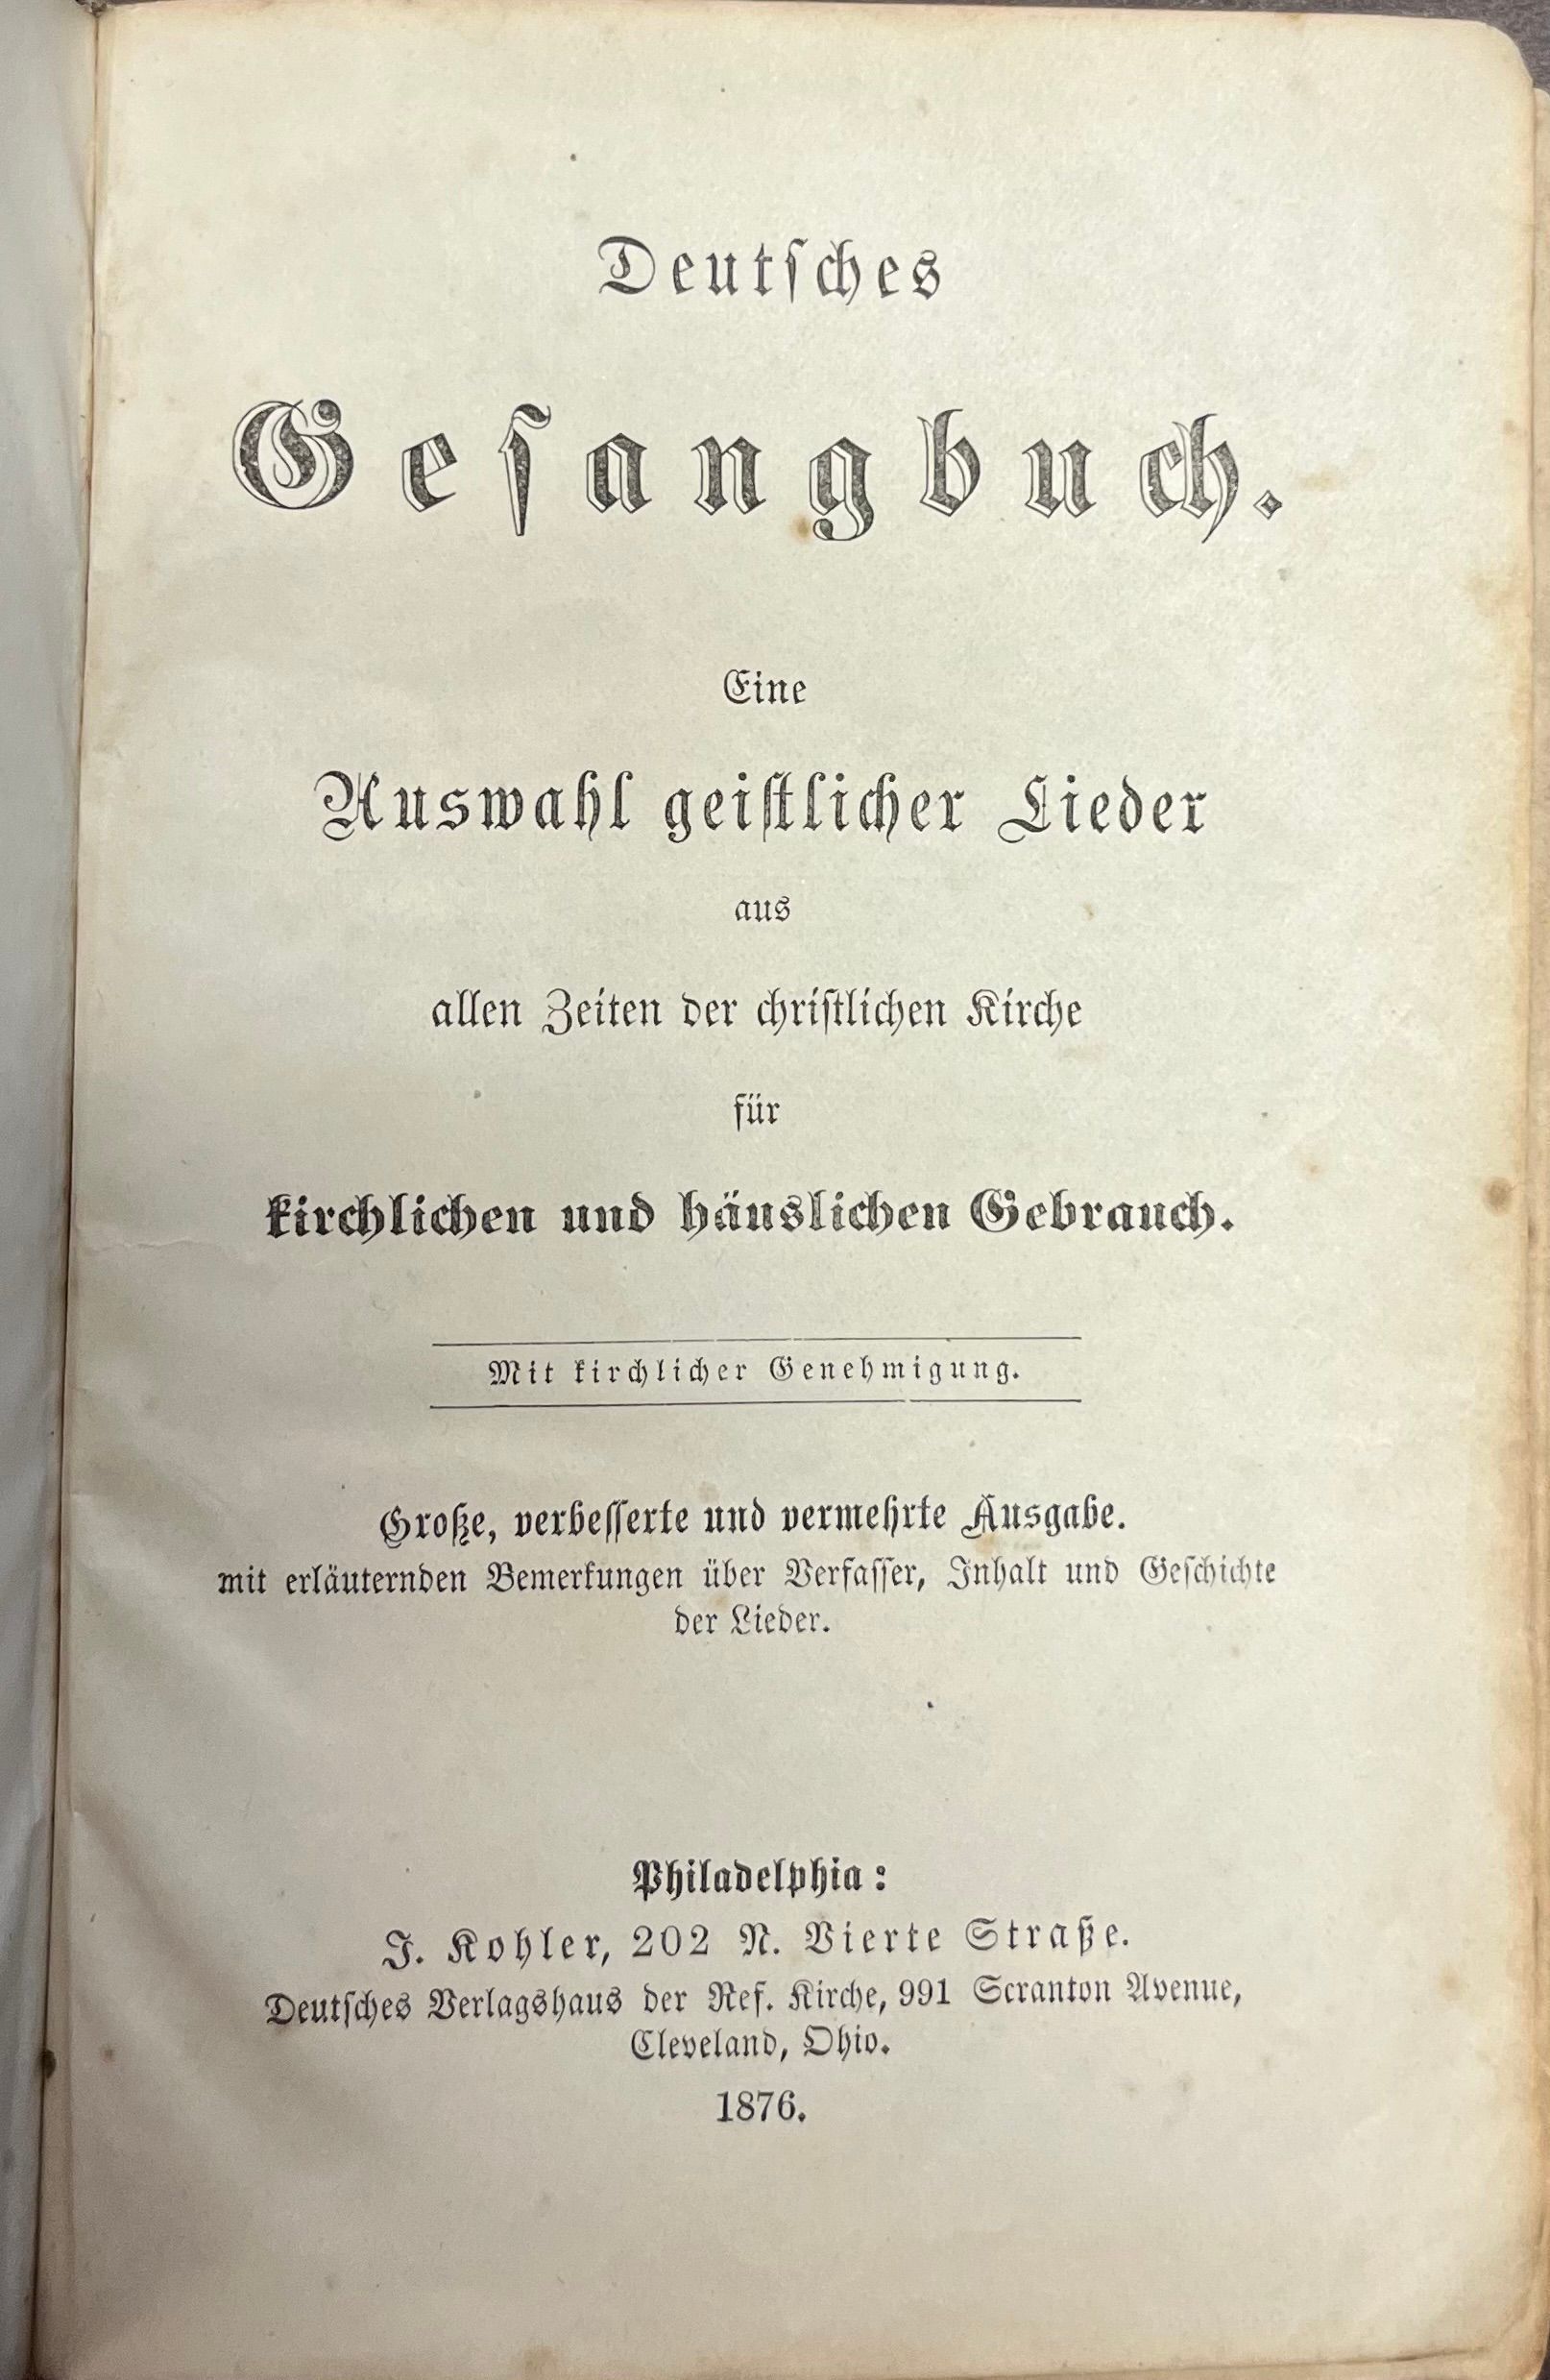 Deutſches
Geſangbuch.
Eine
Auswahl geiſtlicher Lieder
aus
allen Zeiten der chriſtlichen Kirche
für
kirchlichen und häuslichen Gebrauch.
Mit kirchlicher Genehmigung.
Große, verbeſſerte und vermehrte Ausgabe.
mit erläuternden Bemerkungen über Verfaſſer, Inhalt und Geſchichte
der Lieder.
Philadelphia:
J. Kohler, 202 N. Vierte Straße.
Deutſches Verlagshaus der Ref. Kirche, 991 Scranton Avenue,
Cleveland, Ohio.
1876.